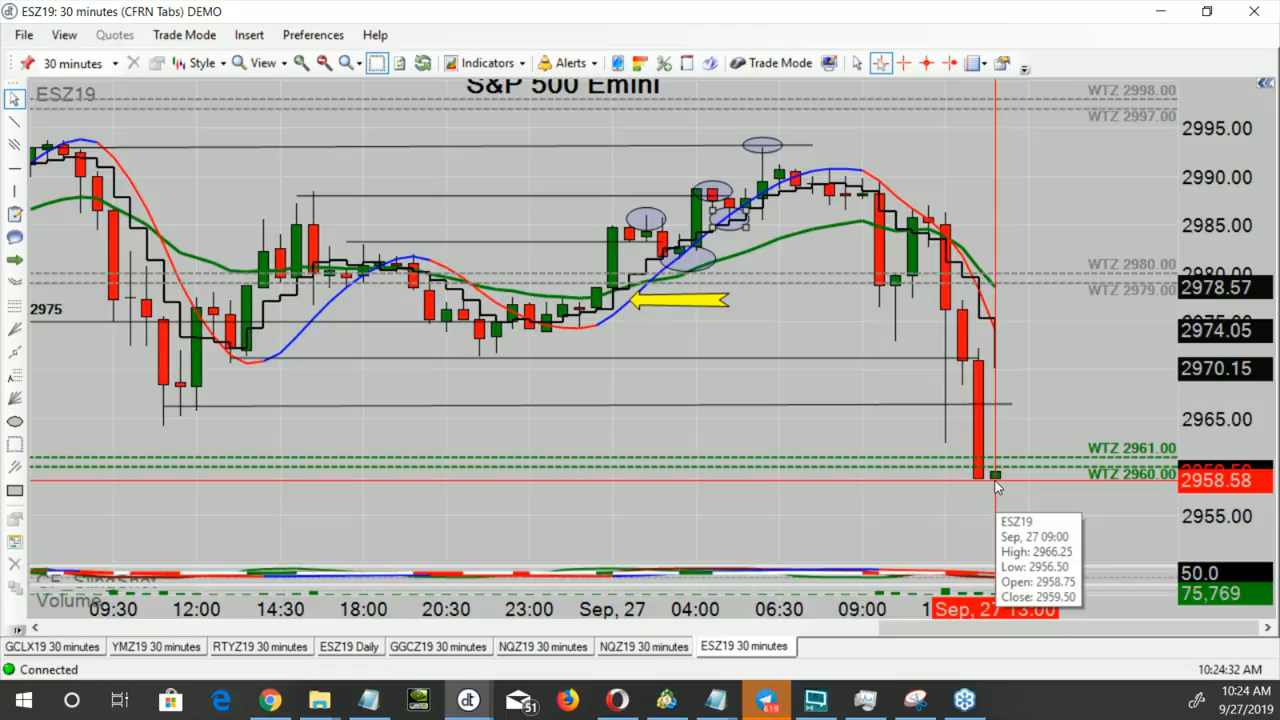 ESZ19: 30 minutes (CFRN Tabs) DEMO
File View Quotes Trade Mode Insert Preferences Help
30 minutes Style View Indicators Alerts Trade Mode
S&P 500 Emini
ESZ19
WTZ 2998.00
WTZ 2997.00
2995.00
2990.00
2985.00
WTZ 2980.00
2980.00
WTZ 2979.00
2978.57
2975
2974.05
2970.15
2965.00
WTZ 2961.00
WTZ 2960.00
2958.58
2955.00
ESZ19
Sep, 27 09:00
High: 2966.25
Low: 2956.50
Open: 2958.75
Close: 2959.50
50.0
CF SlingShot
75,769
Volume
09:30 12:00 14:30 18:00 20:30 23:00 Sep, 27 04:00 06:30 09:00 Sep, 27 13:00
GCLX19 30 minutes YMZ19 30 minutes RTYZ19 30 minutes ESZ19 Daily GGCZ19 30 minutes NQZ19 30 minutes NQZ19 30 minutes ESZ19 30 minutes
Connected 10:24:32 AM
51 619 10:24 AM
9/27/2019